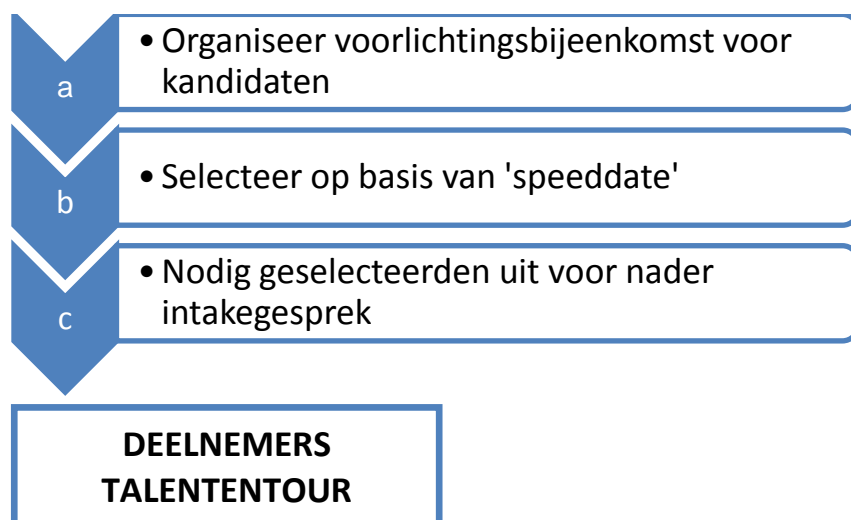 a
• Organiseer voorlichtingsbijeenkomst voor
kandidaten
b
• Selecteer op basis van 'speeddate'
c
• Nodig geselecteerden uit voor nader
intakegesprek
DEELNEMERS
TALENTENTOUR